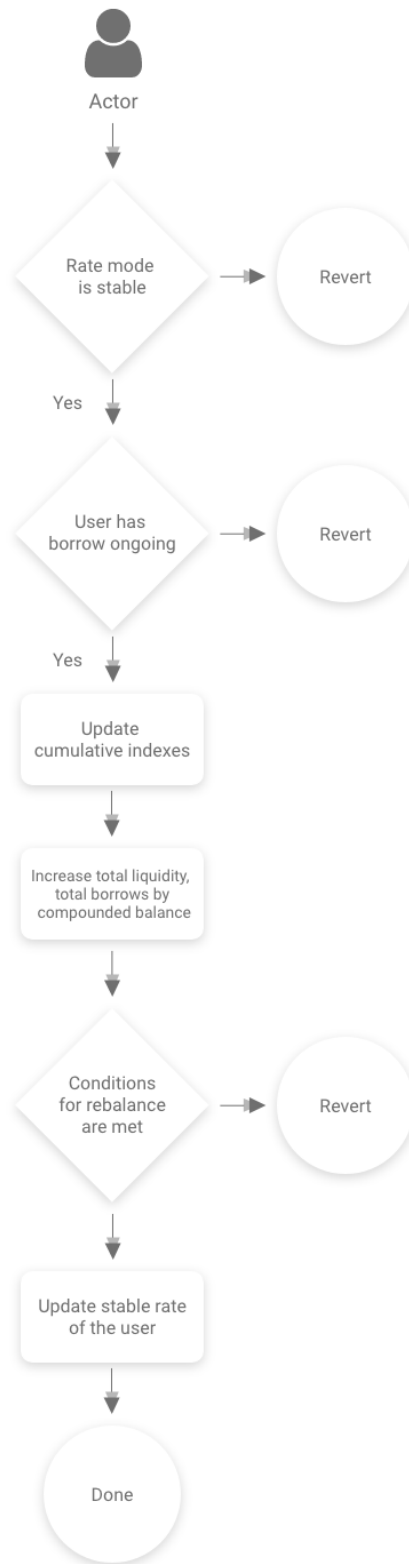 Actor
Rate mode
is stable
Revert
Yes
User has
borrow ongoing
Revert
Yes
Update
cumulative indexes
Increase total liquidity,
total borrows by
compounded balance
Conditions
for rebalance
are met
Revert
Update stable rate
of the user
Done